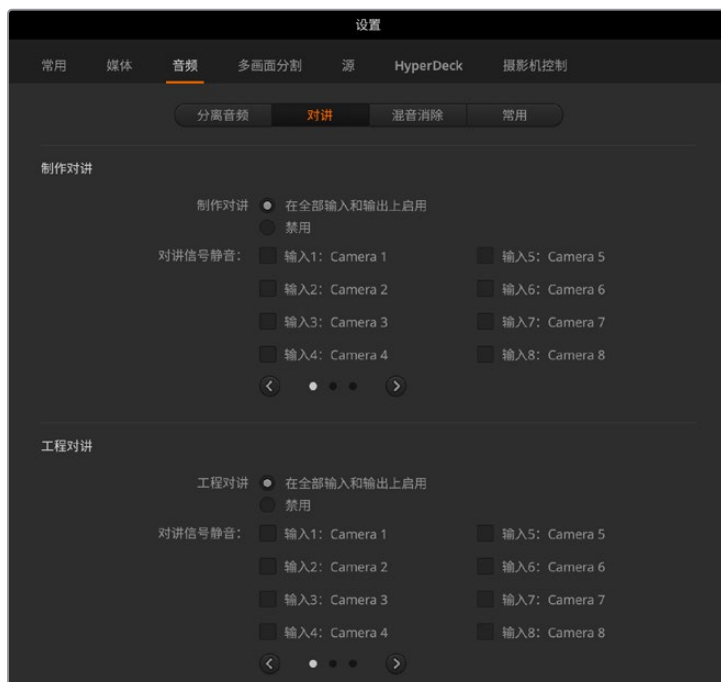 设置
常用 媒体 音频 多画面分割 源 HyperDeck 摄影机控制
分离音频 对讲 混音消除 常用
制作对讲
制作对讲 在全部输入和输出上启用
禁用
对讲信号静音： 输入1：Camera 1 输入5：Camera 5
输入2：Camera 2 输入6：Camera 6
输入3：Camera 3 输入7：Camera 7
输入4：Camera 4 输入8：Camera 8
工程对讲
工程对讲 在全部输入和输出上启用
禁用
对讲信号静音： 输入1：Camera 1 输入5：Camera 5
输入2：Camera 2 输入6：Camera 6
输入3：Camera 3 输入7：Camera 7
输入4：Camera 4 输入8：Camera 8